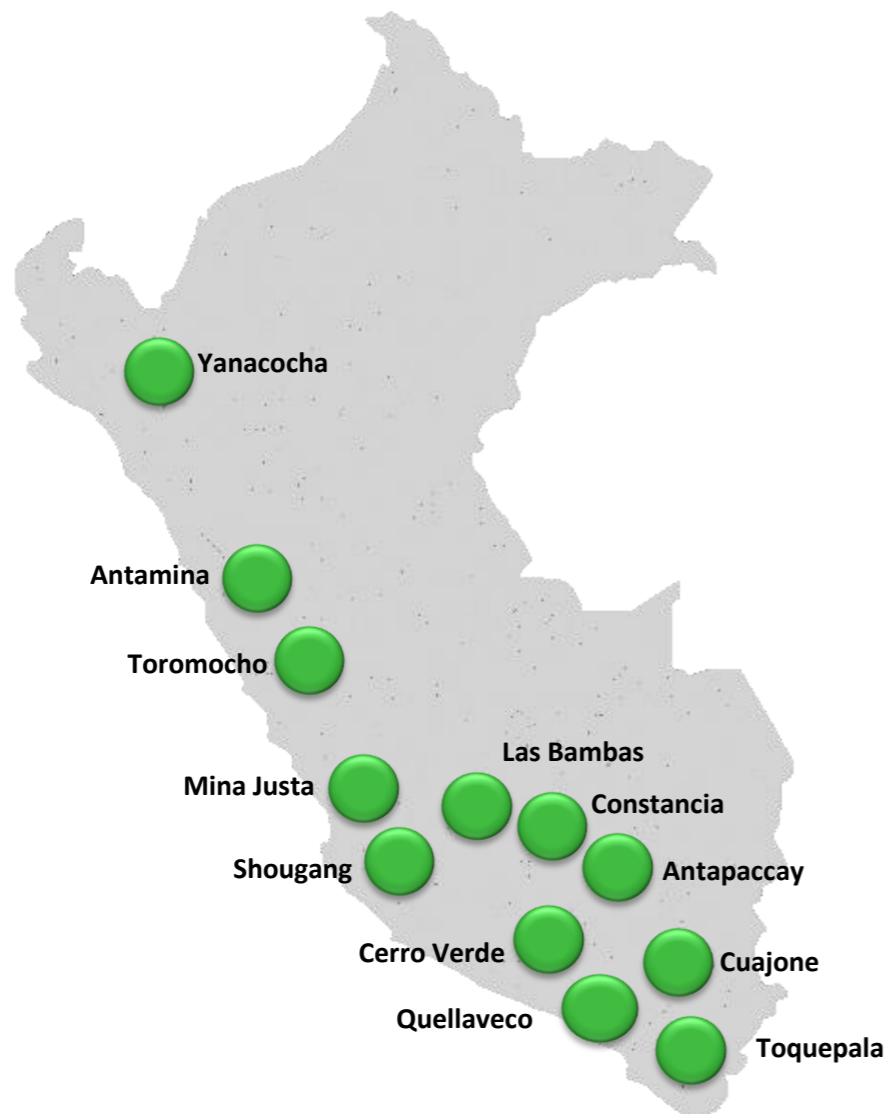 Yanacocha
Antamina
Toromocho
Las Bambas
Mina Justa
Constancia
Shougang
Antapaccay
Cerro Verde
Cuajone
Quellaveco
Toquepala